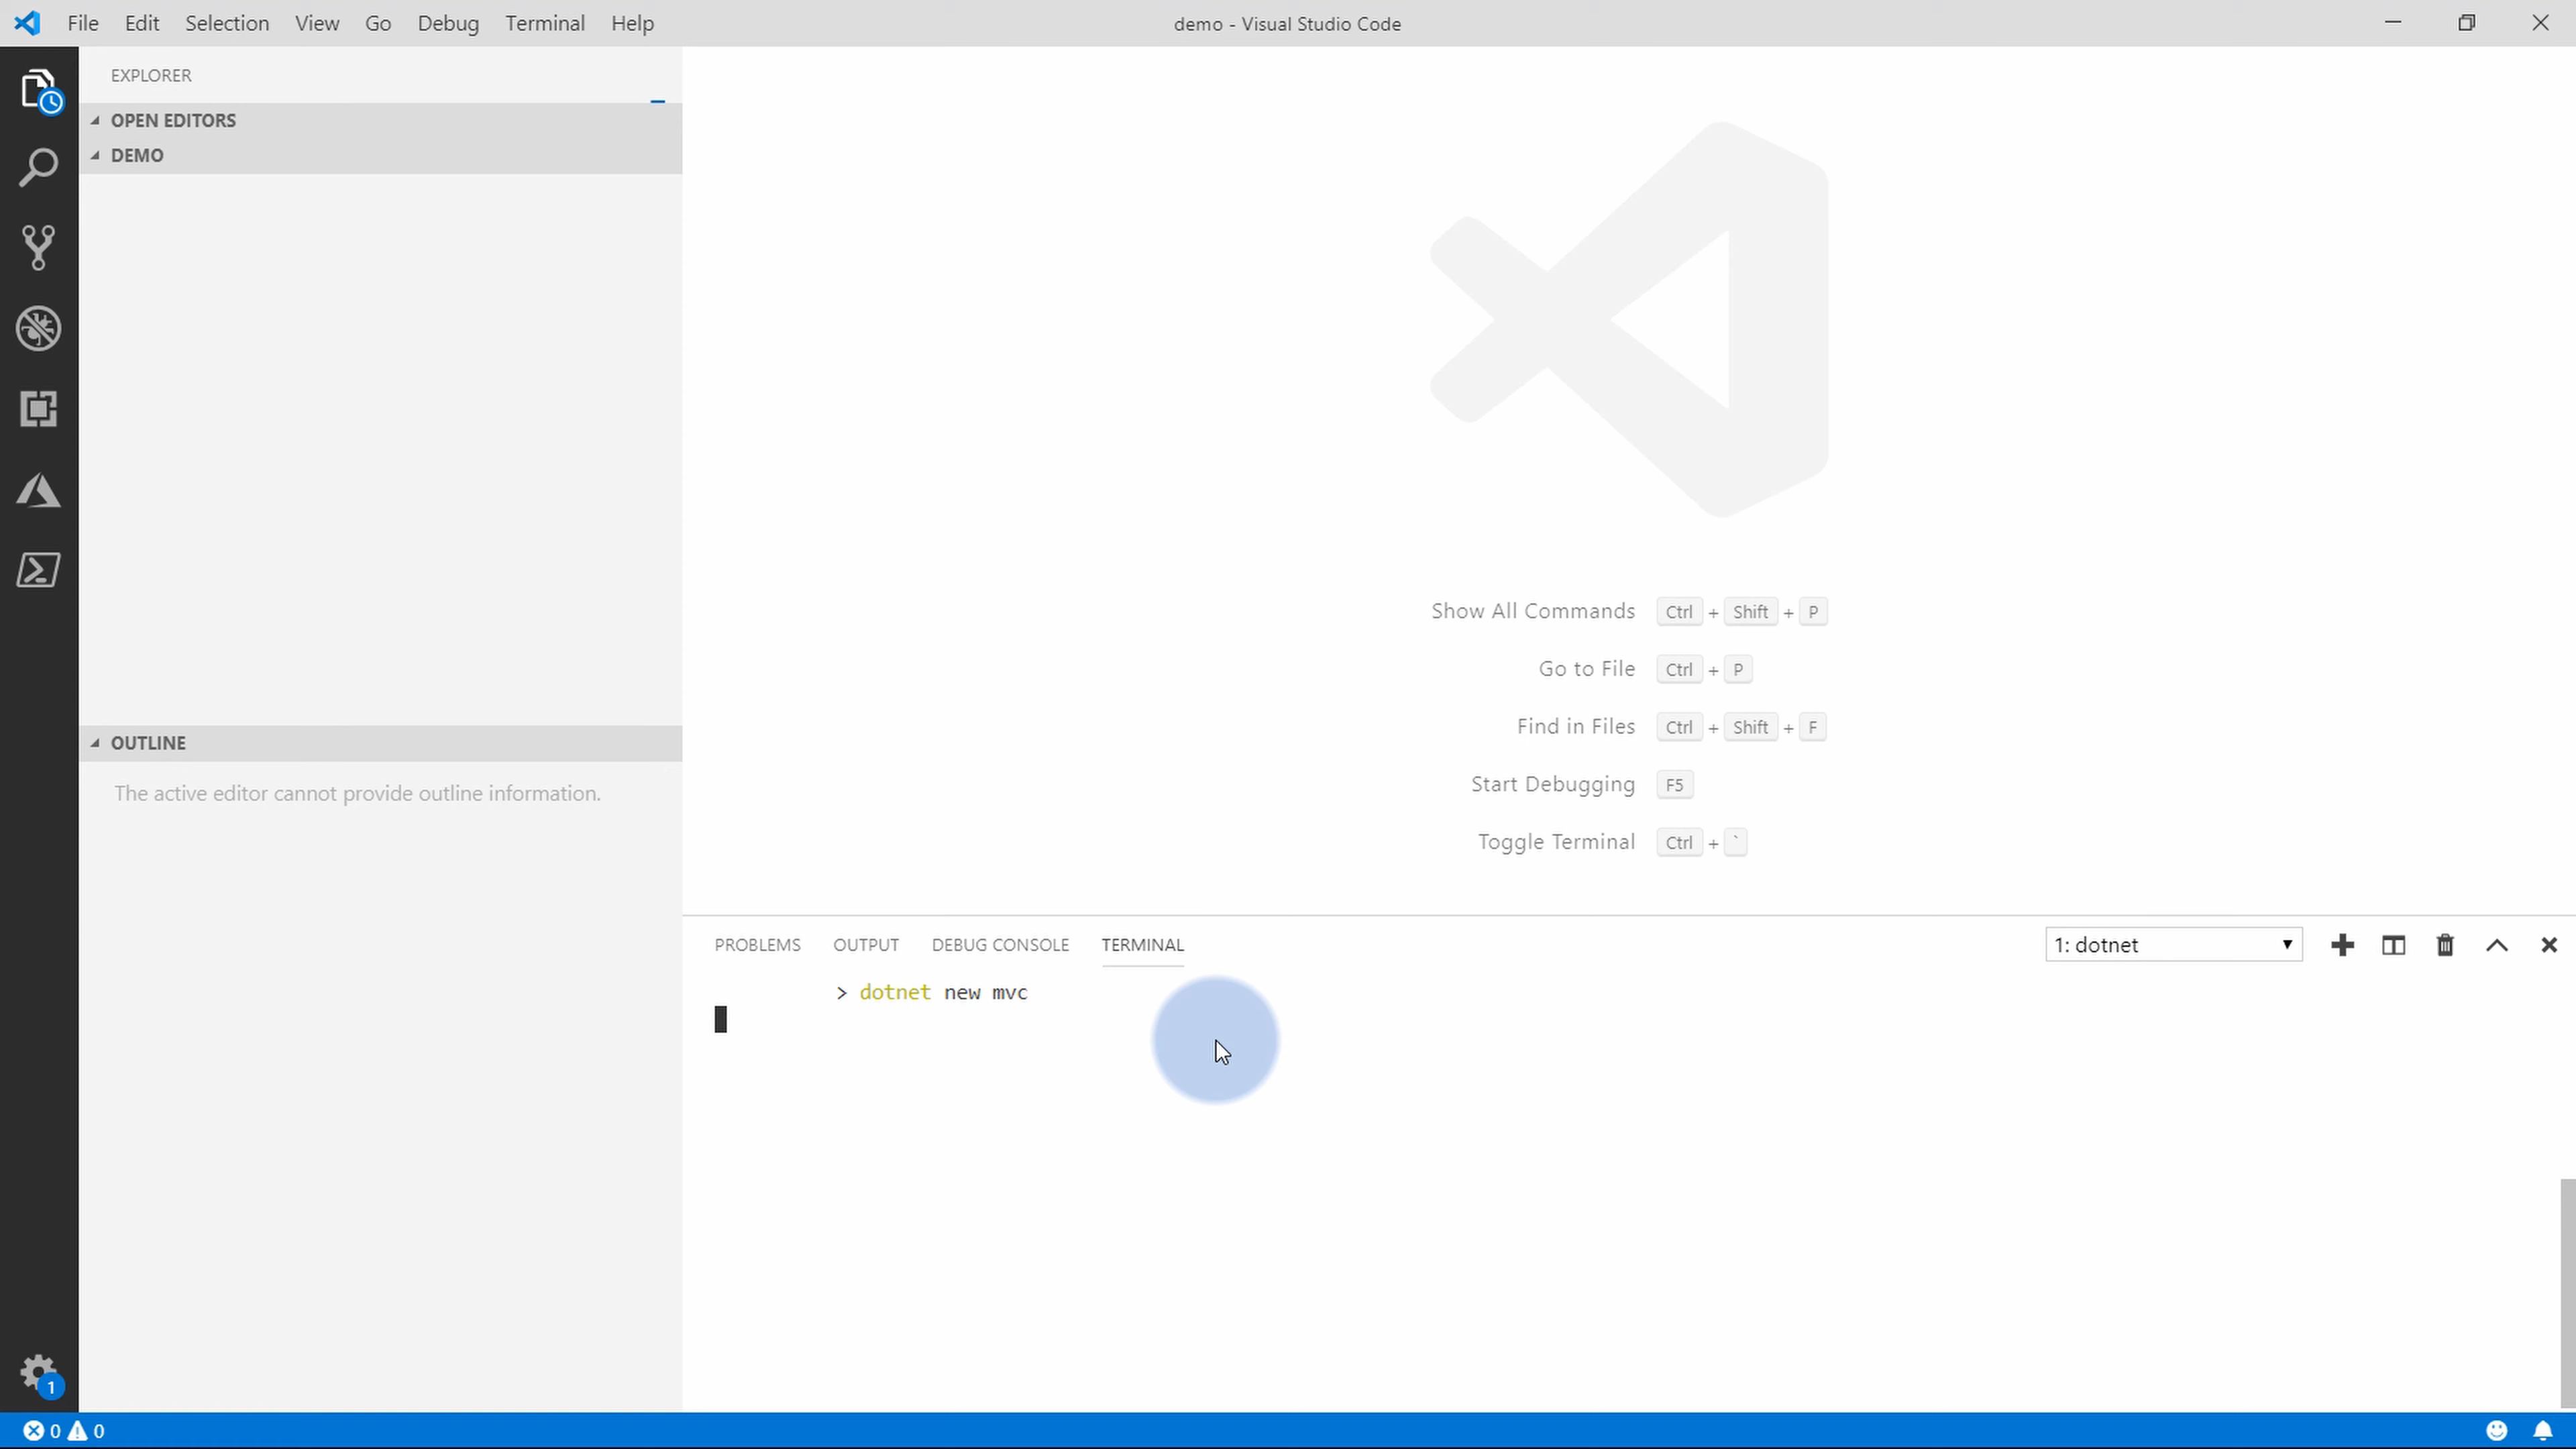 File Edit Selection View Go Debug Terminal Help
demo - Visual Studio Code
EXPLORER
OPEN EDITORS
DEMO
OUTLINE
The active editor cannot provide outline information.
Show All Commands Ctrl + Shift + P
Go to File Ctrl + P
Find in Files Ctrl + Shift + F
Start Debugging F5
Toggle Terminal Ctrl + `
PROBLEMS OUTPUT DEBUG CONSOLE TERMINAL
1: dotnet
> dotnet new mvc
1
0 0